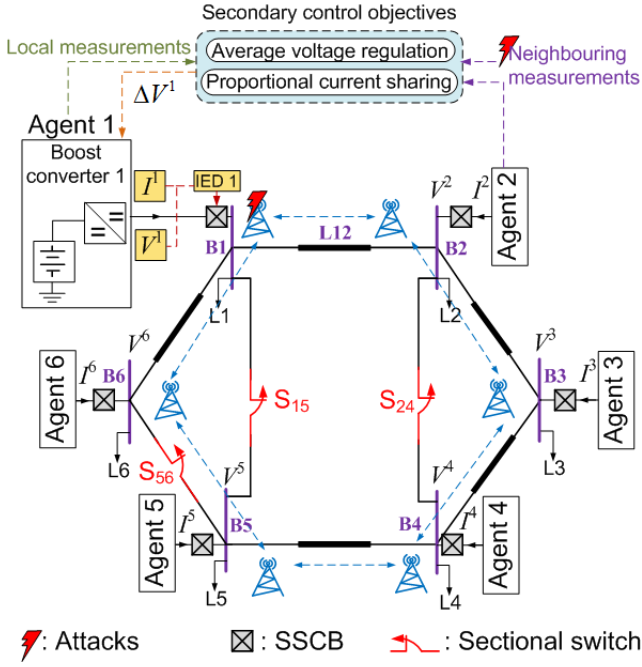 Secondary control objectives
Local measurements
Average voltage regulation
Proportional current sharing
Neighbouring
measurements
ΔV¹
Agent 1
Boost
converter 1
I¹
V¹
IED 1
V²
I²
Agent 2
B1
L12
B2
L1
L2
V⁶
V³
I⁶
B6
Agent 6
B3
I³
Agent 3
S₁₅
S₂₄
L6
L3
S₅₆
V⁵
V⁴
Agent 5
I⁵
B5
B4
I⁴
Agent 4
L5
L4
: Attacks
: SSCB
: Sectional switch